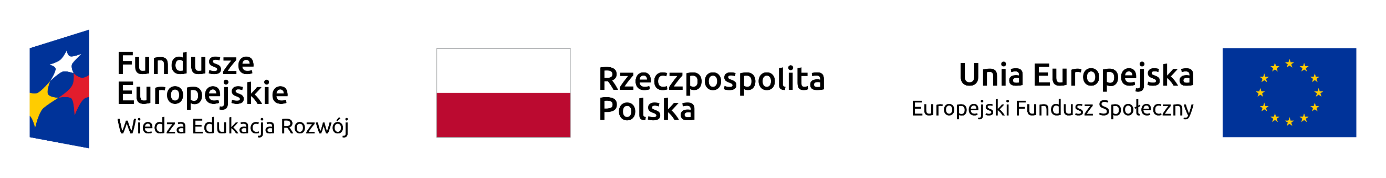 Fundusze
Europejskie
Wiedza Edukacja Rozwój
Rzeczpospolita
Polska
Unia Europejska
Europejski Fundusz Społeczny